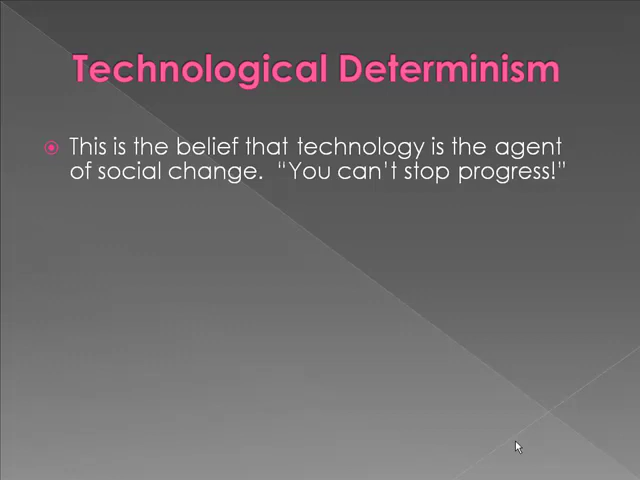 Technological Determinism
This is the belief that technology is the agent
of social change.  “You can’t stop progress!”